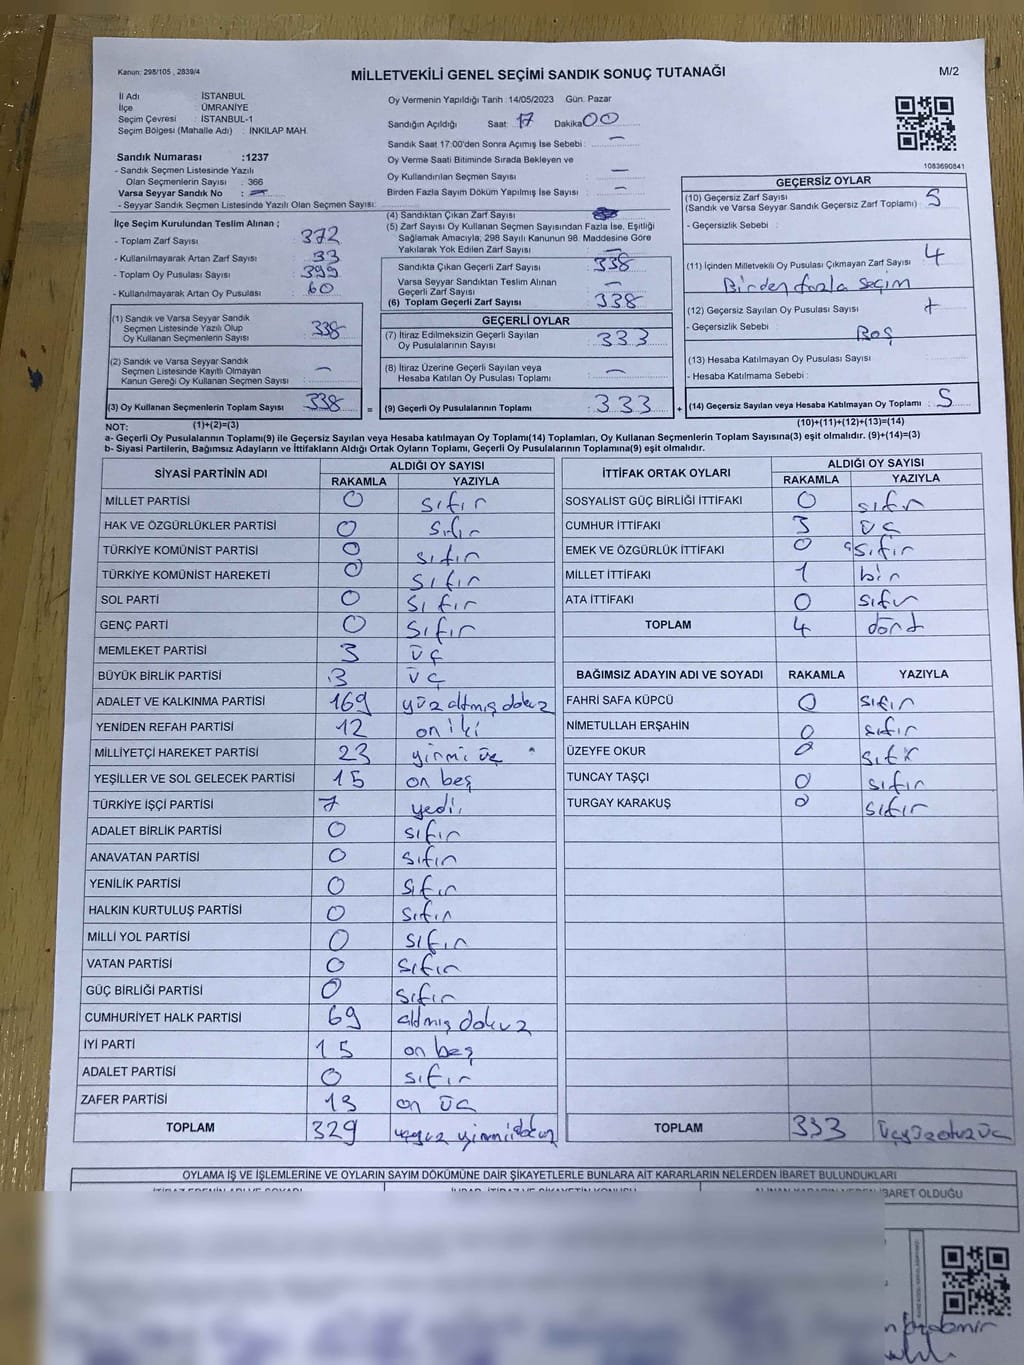 Kanun: 298/105 , 2839/4
MİLLETVEKİLİ GENEL SEÇİMİ SANDIK SONUÇ TUTANAĞI
M/2
İl Adı : İSTANBUL
İlçe : ÜMRANİYE
Seçim Çevresi : İSTANBUL-1
Seçim Bölgesi (Mahalle Adı) : INKILAP MAH.
Oy Vermenin Yapıldığı Tarih : 14/05/2023 Gün: Pazar
Sandığın Açıldığı Saat: 17 Dakika 00
Sandık Saat 17:00'den Sonra Açımış İse Sebebi : —
Oy Verme Saati Bitiminde Sırada Bekleyen ve
Oy Kullandırılan Seçmen Sayısı : —
Birden Fazla Sayım Döküm Yapılmış İse Sayısı : —
1083690841
Sandık Numarası :1237
- Sandık Seçmen Listesinde Yazılı
Olan Seçmenlerin Sayısı : 366
Varsa Seyyar Sandık No :
- Seyyar Sandık Seçmen Listesinde Yazılı Olan Seçmen Sayısı:
İlçe Seçim Kurulundan Teslim Alınan ;
- Toplam Zarf Sayısı : 372
- Kullanılmayarak Artan Zarf Sayısı : 33
- Toplam Oy Pusulası Sayısı : 399
- Kullanılmayarak Artan Oy Pusulası : 60
(1) Sandık ve Varsa Seyyar Sandık
Seçmen Listesinde Yazılı Olup
Oy Kullanan Seçmenlerin Sayısı : 338
(2) Sandık ve Varsa Seyyar Sandık
Seçmen Listesinde Kayıtlı Olmayan
Kanun Gereği Oy Kullanan Seçmen Sayısı : —
(3) Oy Kullanan Seçmenlerin Toplam Sayısı 338 =
(4) Sandıktan Çıkan Zarf Sayısı
(5) Zarf Sayısı Oy Kullanan Seçmen Sayısından Fazla İse, Eşitliği
Sağlamak Amacıyla; 298 Sayılı Kanunun 98. Maddesine Göre
Yakılarak Yok Edilen Zarf Sayısı : —
Sandıkta Çıkan Geçerli Zarf Sayısı : 338
Varsa Seyyar Sandıktan Teslim Alınan
Geçerli Zarf Sayısı : —
(6) Toplam Geçerli Zarf Sayısı : 338
GEÇERLİ OYLAR
(7) İtiraz Edilmeksizin Geçerli Sayılan
Oy Pusulalarının Sayısı : 333
(8) İtiraz Üzerine Geçerli Sayılan veya
Hesaba Katılan Oy Pusulası Toplamı : —
(9) Geçerli Oy Pusulalarının Toplamı : 333 +
GEÇERSİZ OYLAR
(10) Geçersiz Zarf Sayısı
(Sandık ve Varsa Seyyar Sandık Geçersiz Zarf Toplamı) : 5
- Geçersizlik Sebebi :
(11) İçinden Milletvekili Oy Pusulası Çıkmayan Zarf Sayısı : 4
Birden fazla seçim
(12) Geçersiz Sayılan Oy Pusulası Sayısı :
- Geçersizlik Sebebi : Boş
(13) Hesaba Katılmayan Oy Pusulası Sayısı :
- Hesaba Katılmama Sebebi :
(14) Geçersiz Sayılan veya Hesaba Katılmayan Oy Toplamı : 5
NOT: (1)+(2)=(3)
(10)+(11)+(12)+(13)=(14)
a- Geçerli Oy Pusulalarının Toplamı(9) ile Geçersiz Sayılan veya Hesaba katılmayan Oy Toplamı(14) Toplamları, Oy Kullanan Seçmenlerin Toplam Sayısına(3) eşit olmalıdır. (9)+(14)=(3)
b- Siyasi Partilerin, Bağımsız Adayların ve İttifakların Aldığı Ortak Oyların Toplamı, Geçerli Oy Pusulalarının Toplamına(9) eşit olmalıdır.
SİYASİ PARTİNİN ADI ALDIĞI OY SAYISI
RAKAMLA YAZIYLA
MİLLET PARTİSİ 0 sıfır
HAK VE ÖZGÜRLÜKLER PARTİSİ 0 sıfır
TÜRKİYE KOMÜNİST PARTİSİ 0 sıfır
TÜRKİYE KOMÜNİST HAREKETİ 0 sıfır
SOL PARTİ 0 sıfır
GENÇ PARTİ 0 sıfır
MEMLEKET PARTİSİ 3 üç
BÜYÜK BİRLİK PARTİSİ 3 üç
ADALET VE KALKINMA PARTİSİ 169 yüz altmış dokuz
YENİDEN REFAH PARTİSİ 12 on iki
MİLLİYETÇİ HAREKET PARTİSİ 23 yirmi üç
YEŞİLLER VE SOL GELECEK PARTİSİ 15 on beş
TÜRKİYE İŞÇİ PARTİSİ 7 yedi
ADALET BİRLİK PARTİSİ 0 sıfır
ANAVATAN PARTİSİ 0 sıfır
YENİLİK PARTİSİ 0 sıfır
HALKIN KURTULUŞ PARTİSİ 0 sıfır
MİLLİ YOL PARTİSİ 0 sıfır
VATAN PARTİSİ 0 sıfır
GÜÇ BİRLİĞİ PARTİSİ 0 sıfır
CUMHURİYET HALK PARTİSİ 69 altmış dokuz
İYİ PARTİ 15 on beş
ADALET PARTİSİ 0 sıfır
ZAFER PARTİSİ 13 on üç
TOPLAM 329 üçyüz yirmi dokuz
İTTİFAK ORTAK OYLARI ALDIĞI OY SAYISI
RAKAMLA YAZIYLA
SOSYALİST GÜÇ BİRLİĞİ İTTİFAKI 0 sıfır
CUMHUR İTTİFAKI 3 üç
EMEK VE ÖZGÜRLÜK İTTİFAKI 0 sıfır
MİLLET İTTİFAKI 1 bir
ATA İTTİFAKI 0 sıfır
TOPLAM 4 dört
BAĞIMSIZ ADAYIN ADI VE SOYADI RAKAMLA YAZIYLA
FAHRİ SAFA KÜPCÜ 0 sıfır
NİMETULLAH ERŞAHİN 0 sıfır
ÜZEYFE OKUR 0 sıfır
TUNCAY TAŞÇI 0 sıfır
TURGAY KARAKUŞ 0 sıfır
TOPLAM 333 üçyüzotuzüç
OYLAMA İŞ VE İŞLEMLERİNE VE OYLARIN SAYIM DÖKÜMÜNE DAİR ŞİKAYETLERLE BUNLARA AİT KARARLARIN NELERDEN İBARET BULUNDUKLARI
İBARET OLDUĞU